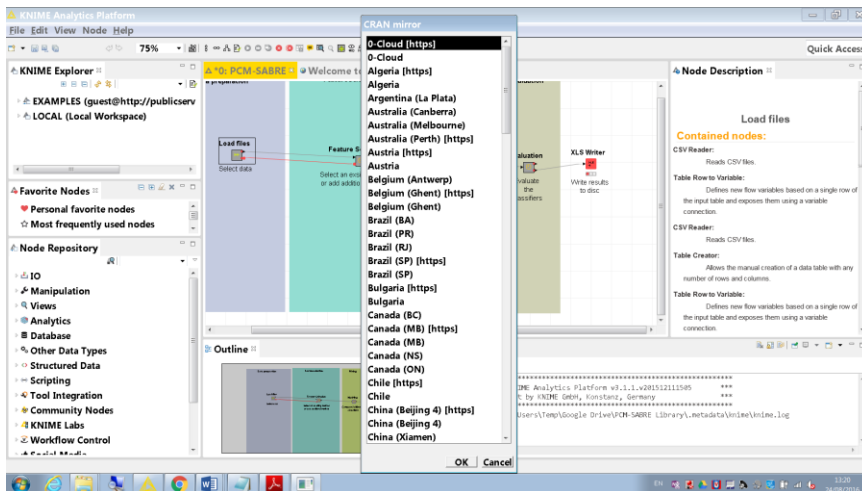 KNIME Analytics Platform
File Edit View Node Help
75%
Quick Access
KNIME Explorer
EXAMPLES (guest@http://publicserv
LOCAL (Local Workspace)
Favorite Nodes
Personal favorite nodes
Most frequently used nodes
Node Repository
IO
Manipulation
Views
Analytics
Database
Other Data Types
Structured Data
Scripting
Tool Integration
Community Nodes
KNIME Labs
Workflow Control
Social Media
*0: PCM-SABRE
Welcome to
preparation
Load files
Select data
Feature S
or add additio
Outline
CRAN mirror
0-Cloud [https]
0-Cloud
Algeria [https]
Algeria
Argentina (La Plata)
Australia (Canberra)
Australia (Melbourne)
Australia (Perth) [https]
Austria [https]
Austria
Belgium (Antwerp)
Belgium (Ghent) [https]
Belgium (Ghent)
Brazil (BA)
Brazil (PR)
Brazil (RJ)
Brazil (SP) [https]
Brazil (SP)
Bulgaria [https]
Bulgaria
Canada (BC)
Canada (MB) [https]
Canada (MB)
Canada (NS)
Canada (ON)
Chile [https]
Chile
China (Beijing 4) [https]
China (Beijing 4)
China (Xiamen)
OK Cancel
aluation
valuate
the
assifiers
XLS Writer
Write results
to disc
Node Description
Load files
Contained nodes:
CSV Reader:
Reads CSV files.
Table Row to Variable:
Defines new flow variables based on a single row of
the input table and exposes them using a variable
connection.
CSV Reader:
Reads CSV files.
Table Creator:
Allows the manual creation of a data table with any
number of rows and columns.
Table Row to Variable:
Defines new flow variables based on a single row of
the input table and exposes them using a variable
connection.
IME Analytics Platform v3.1.1.v201512111505 ***
t by KNIME GmbH, Konstanz, Germany ***
Users\Temp\Google Drive\PCM-SABRE Library\.metadata\knime\knime.log
EN
13:20